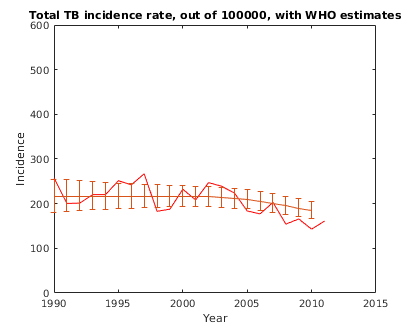 Total TB incidence rate, out of 100000, with WHO estimates
600
500
400
300
200
100
0
Incidence
1990 1995 2000 2005 2010 2015
Year